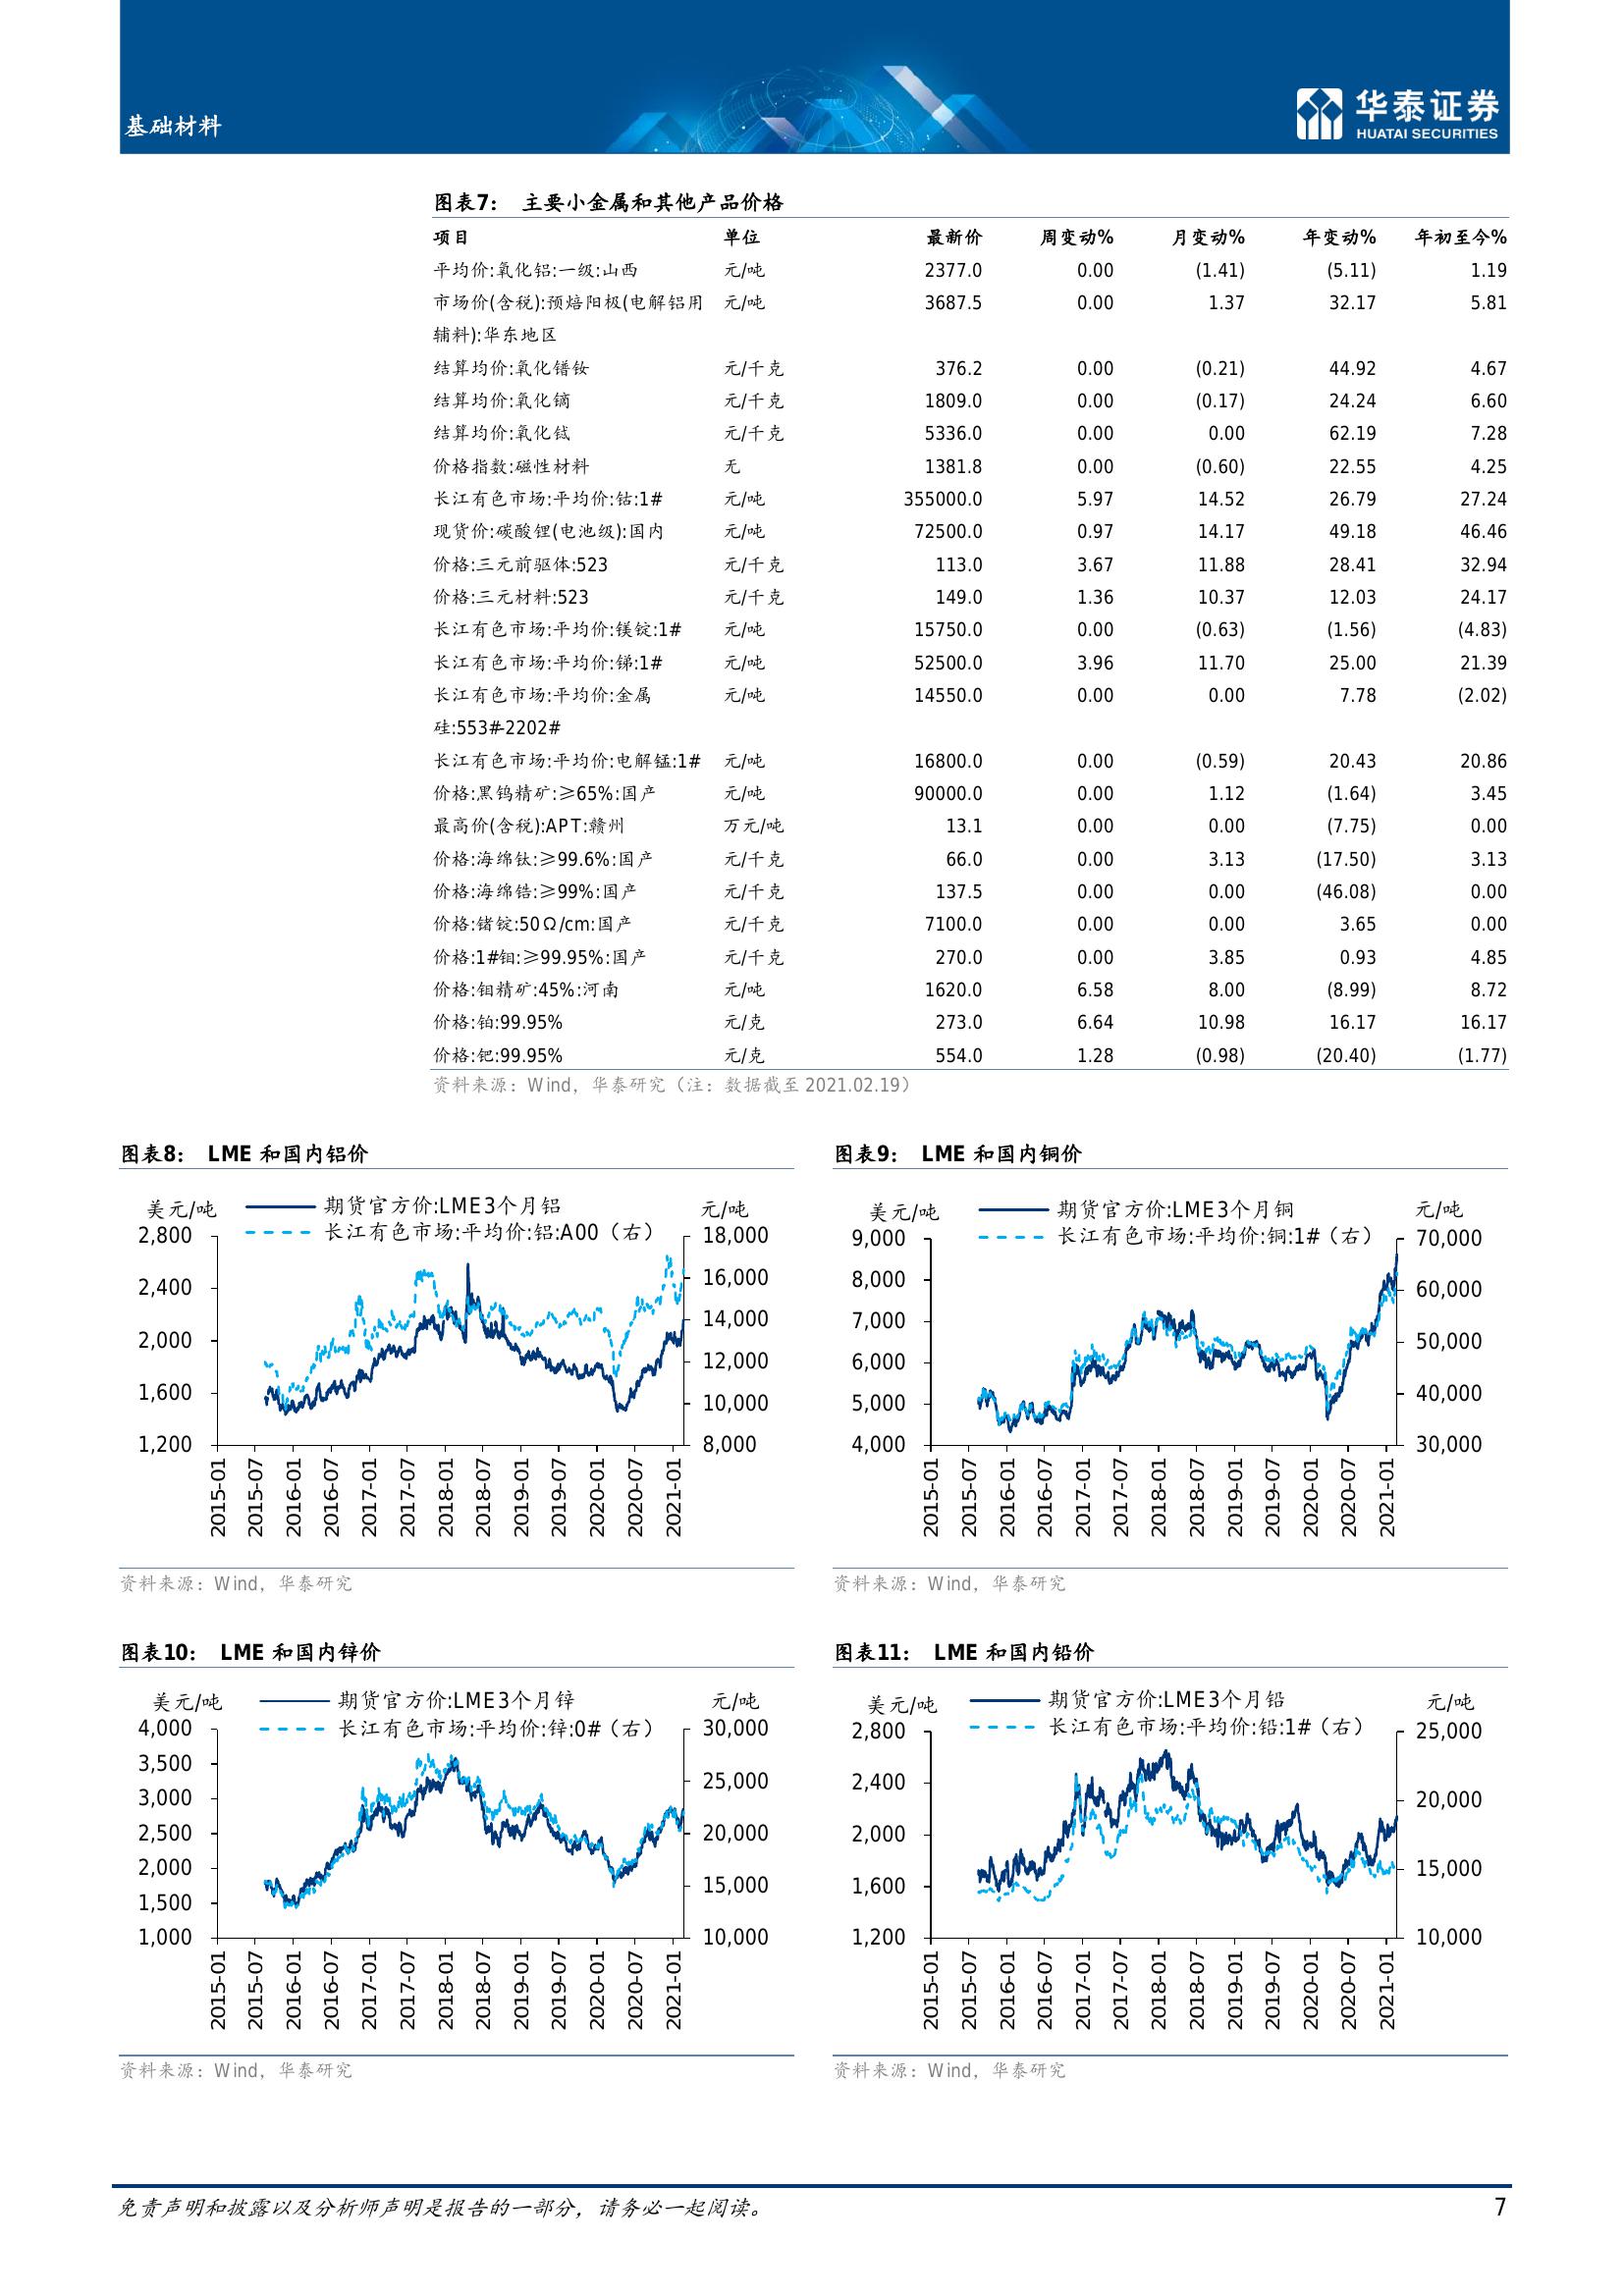 基础材料
华泰证券
HUATAI SECURITIES
图表7： 主要小金属和其他产品价格
项目 单位 最新价 周变动% 月变动% 年变动% 年初至今%
平均价:氧化铝:一级:山西 元/吨 2377.0 0.00 (1.41) (5.11) 1.19
市场价(含税):预焙阳极(电解铝用 元/吨 3687.5 0.00 1.37 32.17 5.81
辅料):华东地区
结算均价:氧化镨钕 元/千克 376.2 0.00 (0.21) 44.92 4.67
结算均价:氧化镝 元/千克 1809.0 0.00 (0.17) 24.24 6.60
结算均价:氧化铽 元/千克 5336.0 0.00 0.00 62.19 7.28
价格指数:磁性材料 无 1381.8 0.00 (0.60) 22.55 4.25
长江有色市场:平均价:钴:1# 元/吨 355000.0 5.97 14.52 26.79 27.24
现货价:碳酸锂(电池级):国内 元/吨 72500.0 0.97 14.17 49.18 46.46
价格:三元前驱体:523 元/千克 113.0 3.67 11.88 28.41 32.94
价格:三元材料:523 元/千克 149.0 1.36 10.37 12.03 24.17
长江有色市场:平均价:镁锭:1# 元/吨 15750.0 0.00 (0.63) (1.56) (4.83)
长江有色市场:平均价:锑:1# 元/吨 52500.0 3.96 11.70 25.00 21.39
长江有色市场:平均价:金属 元/吨 14550.0 0.00 0.00 7.78 (2.02)
硅:553#-2202#
长江有色市场:平均价:电解锰:1# 元/吨 16800.0 0.00 (0.59) 20.43 20.86
价格:黑钨精矿:≥65%:国产 元/吨 90000.0 0.00 1.12 (1.64) 3.45
最高价(含税):APT:赣州 万元/吨 13.1 0.00 0.00 (7.75) 0.00
价格:海绵钛:≥99.6%:国产 元/千克 66.0 0.00 3.13 (17.50) 3.13
价格:海绵锆:≥99%:国产 元/千克 137.5 0.00 0.00 (46.08) 0.00
价格:锗锭:50Ω/cm:国产 元/千克 7100.0 0.00 0.00 3.65 0.00
价格:1#钼:≥99.95%:国产 元/千克 270.0 0.00 3.85 0.93 4.85
价格:钼精矿:45%:河南 元/吨 1620.0 6.58 8.00 (8.99) 8.72
价格:铂:99.95% 元/克 273.0 6.64 10.98 16.17 16.17
价格:钯:99.95% 元/克 554.0 1.28 (0.98) (20.40) (1.77)
资料来源：Wind，华泰研究（注：数据截至 2021.02.19）
图表8： LME 和国内铝价
美元/吨 期货官方价:LME3个月铝 元/吨
长江有色市场:平均价:铝:A00（右）
2,800 18,000
2,400 16,000
2,000 14,000
1,600 12,000
1,200 10,000
8,000
2015-01 2015-07 2016-01 2016-07 2017-01 2017-07 2018-01 2018-07 2019-01 2019-07 2020-01 2020-07 2021-01
资料来源：Wind，华泰研究
图表9： LME 和国内铜价
美元/吨 期货官方价:LME3个月铜 元/吨
长江有色市场:平均价:铜:1#（右）
9,000 70,000
8,000 60,000
7,000 50,000
6,000 40,000
5,000 30,000
4,000
2015-01 2015-07 2016-01 2016-07 2017-01 2017-07 2018-01 2018-07 2019-01 2019-07 2020-01 2020-07 2021-01
资料来源：Wind，华泰研究
图表10： LME 和国内锌价
美元/吨 期货官方价:LME3个月锌 元/吨
长江有色市场:平均价:锌:0#（右）
4,000 30,000
3,500 25,000
3,000 20,000
2,500 15,000
2,000 10,000
1,500
1,000
2015-01 2015-07 2016-01 2016-07 2017-01 2017-07 2018-01 2018-07 2019-01 2019-07 2020-01 2020-07 2021-01
资料来源：Wind，华泰研究
图表11： LME 和国内铅价
美元/吨 期货官方价:LME3个月铅 元/吨
长江有色市场:平均价:铅:1#（右）
2,800 25,000
2,400 20,000
2,000 15,000
1,600 10,000
1,200
2015-01 2015-07 2016-01 2016-07 2017-01 2017-07 2018-01 2018-07 2019-01 2019-07 2020-01 2020-07 2021-01
资料来源：Wind，华泰研究
免责声明和披露以及分析师声明是报告的一部分，请务必一起阅读。 7